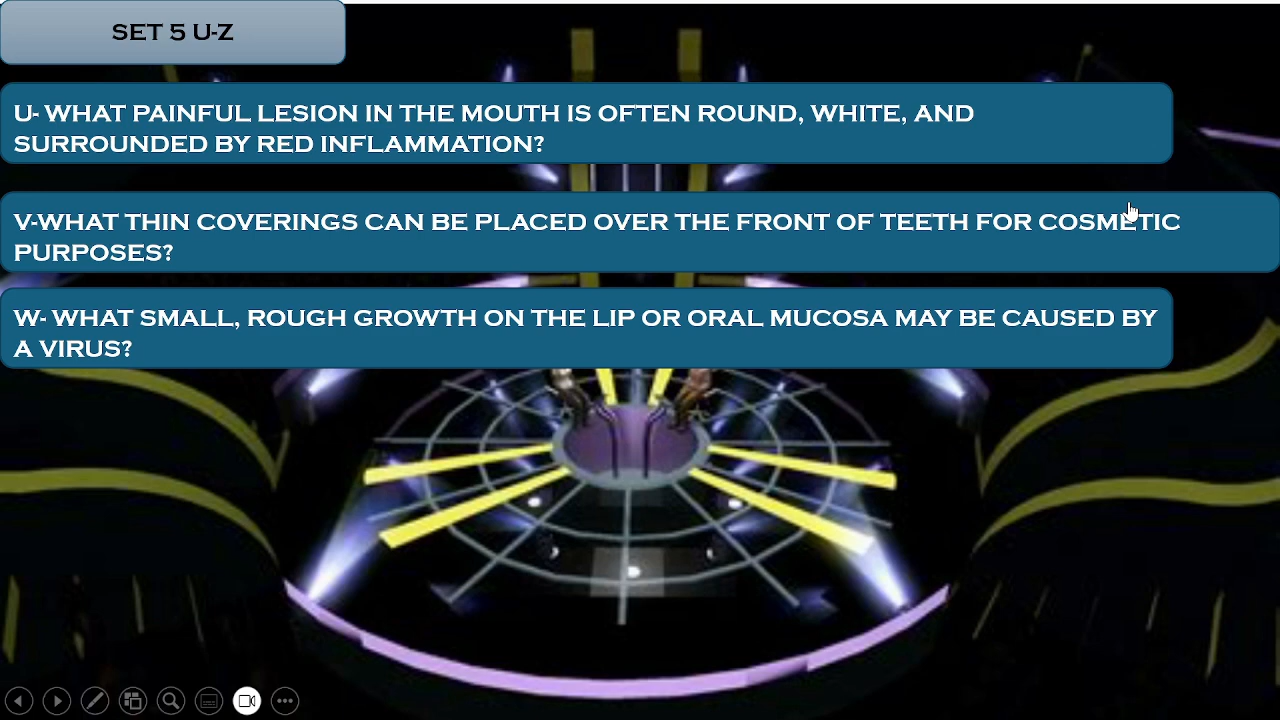 SET 5 U-Z
U- WHAT PAINFUL LESION IN THE MOUTH IS OFTEN ROUND, WHITE, AND
SURROUNDED BY RED INFLAMMATION?
V-WHAT THIN COVERINGS CAN BE PLACED OVER THE FRONT OF TEETH FOR COSMETIC
PURPOSES?
W- WHAT SMALL, ROUGH GROWTH ON THE LIP OR ORAL MUCOSA MAY BE CAUSED BY
A VIRUS?